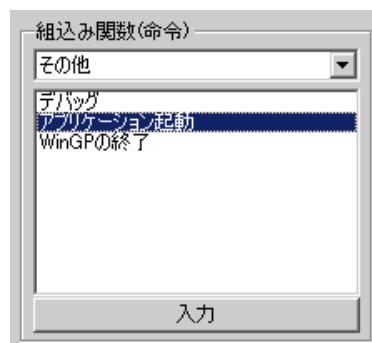 組込み関数(命令)
その他
デバッグ
アプリケーション起動
WinGPの終了
入力